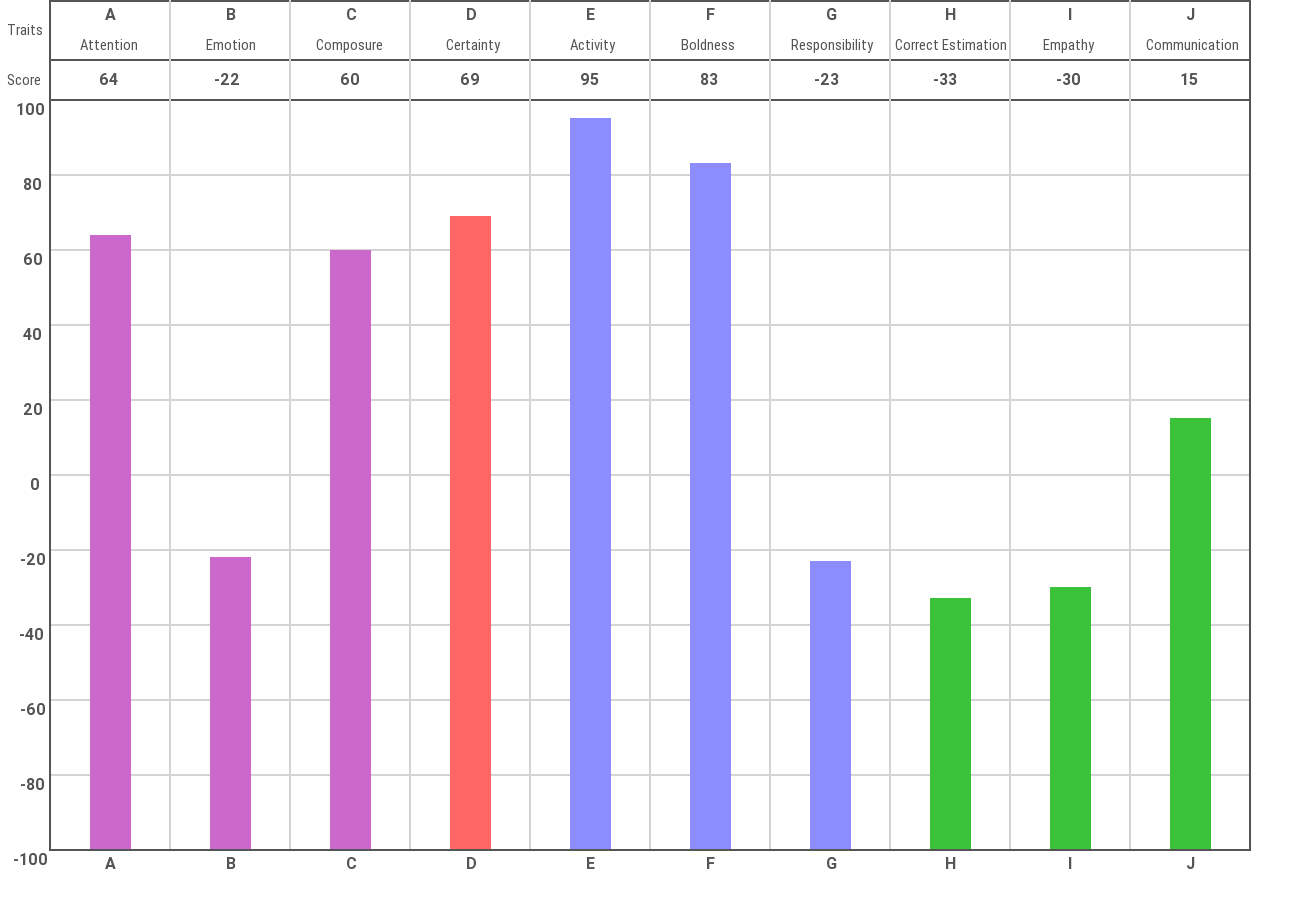 Traits A B C D E F G H I J
Attention Emotion Composure Certainty Activity Boldness Responsibility Correct Estimation Empathy Communication
Score 64 -22 60 69 95 83 -23 -33 -30 15
100
80
60
40
20
0
-20
-40
-60
-80
-100
A B C D E F G H I J